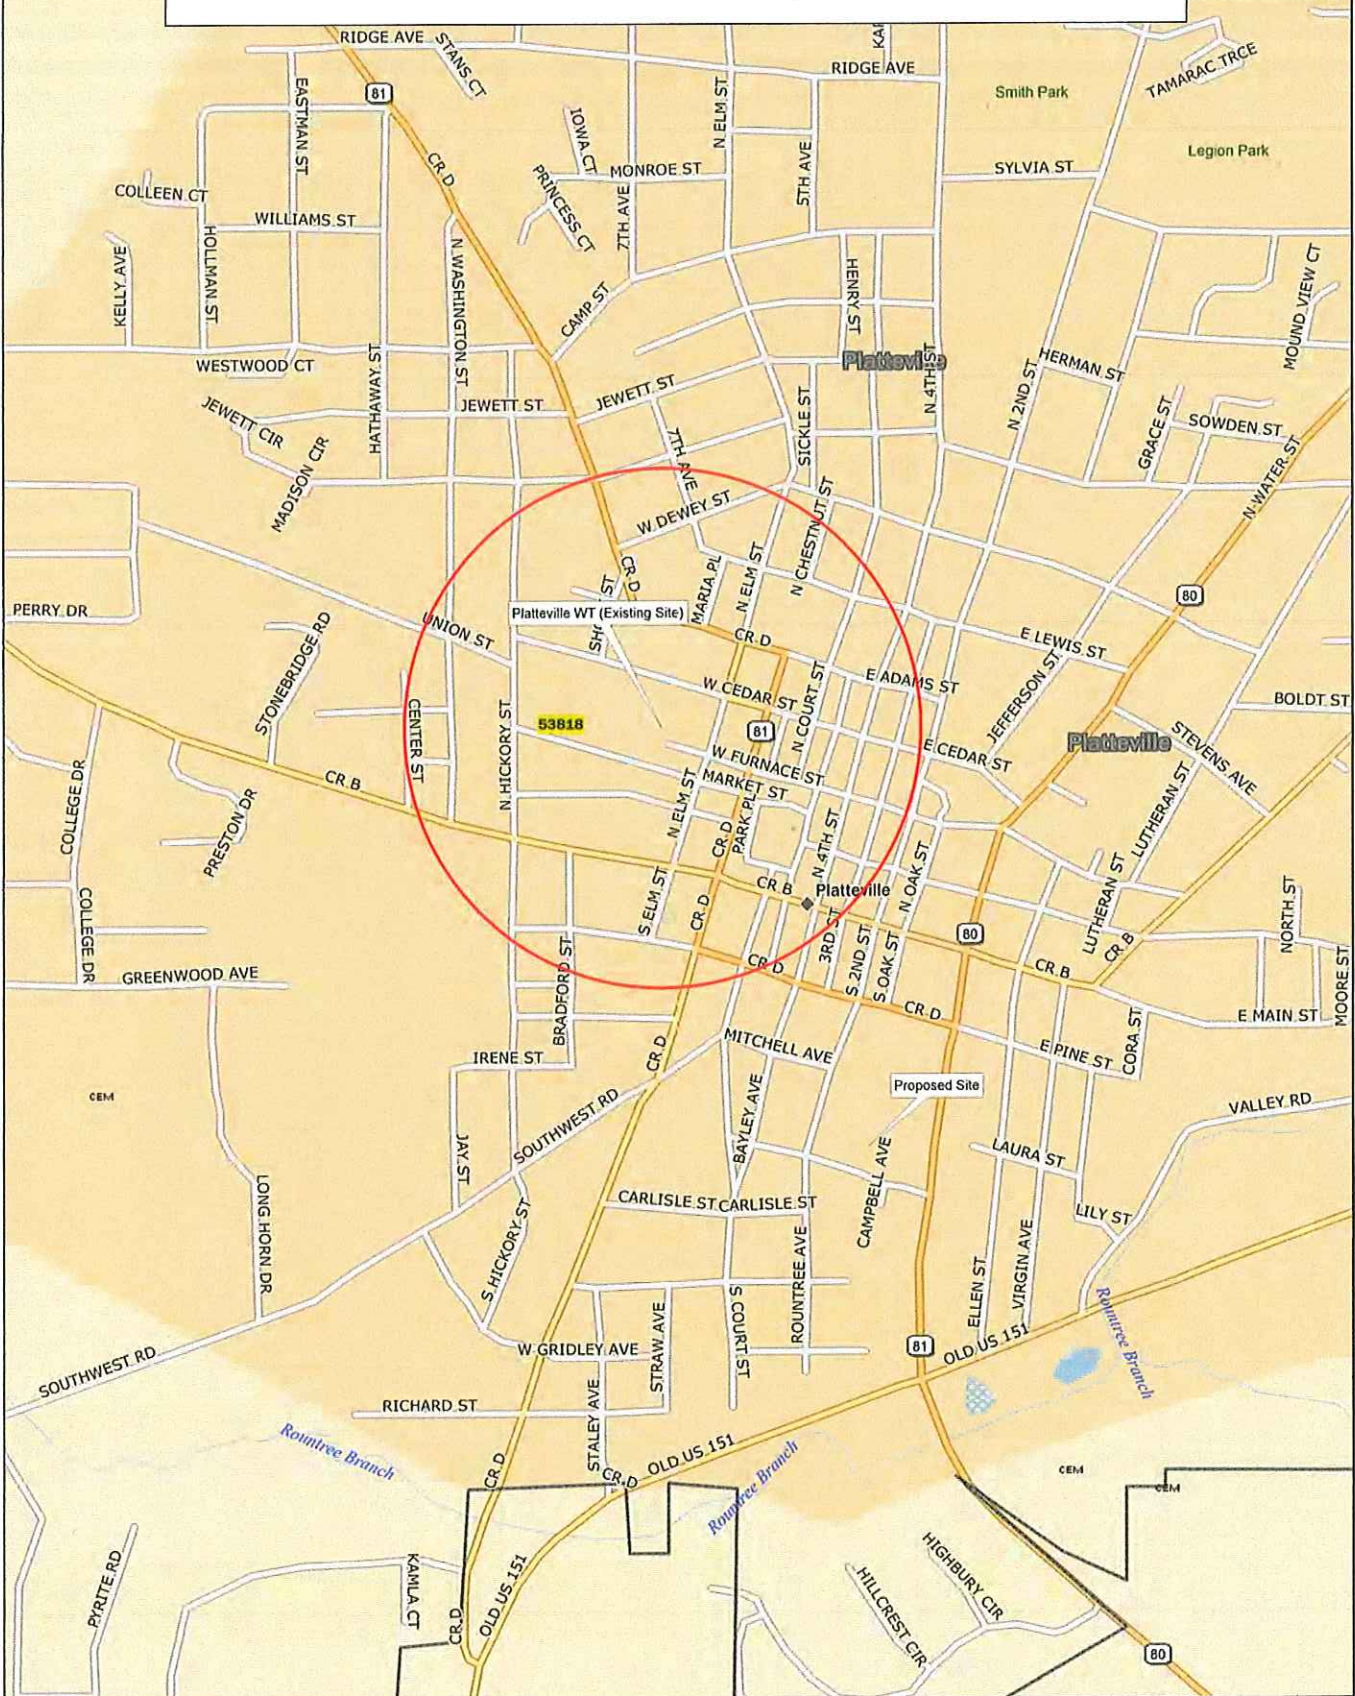 RIDGE AVE
STANS CT
RIDGE AVE
TAMARAC TRCE
81
EASTMAN ST
N ELM ST
Smith Park
Legion Park
IOWA CT
CR D
MONROE ST
PRINCESS CT
7TH AVE
5TH AVE
SYLVIA ST
COLLEEN CT
WILLIAMS ST
HOLLMAN ST
KELLY AVE
N WASHINGTON ST
HENRY ST
MOUND VIEW CT
CAMP ST
WESTWOOD CT
HATHAWAY ST
Platteville
N 4TH ST
N 2ND ST
HERMAN ST
JEWETT ST
JEWETT ST
JEWETT CIR
MADISON CIR
7TH AVE
SICKLE ST
GRACE ST
SOWDEN ST
N WATER ST
W DEWEY ST
N CHESTNUT ST
CR D
MARIA PL
N ELM ST
80
PERRY DR
Platteville WT (Existing Site)
UNION ST
STONEBRIDGE RD
CR D
E LEWIS ST
JEFFERSON ST
E ADAMS ST
W CEDAR ST
N COURT ST
BOLDT ST
CENTER ST
N HICKORY ST
53818
81
E CEDAR ST
Platteville
STEVENS AVE
W FURNACE ST
MARKET ST
COLLEGE DR
CR B
PRESTON DR
N ELM ST
CR D
PARK PL
N 4TH ST
LUTHERAN ST
N OAK ST
LUTHERAN ST
CR B
Platteville
S ELM ST
CR D
3RD ST
S 2ND ST
S OAK ST
80
CR B
CR B
NORTH ST
MOORE ST
COLLEGE DR
GREENWOOD AVE
BRADFORD ST
CR D
CR D
E MAIN ST
CORA ST
E PINE ST
IRENE ST
CR D
MITCHELL AVE
Proposed Site
CEM
SOUTHWEST RD
BAYLEY AVE
VALLEY RD
JAY ST
LAURA ST
CAMPBELL AVE
LONG HORN DR
CARLISLE ST
CARLISLE ST
LILY ST
S HICKORY ST
ROUNTREE AVE
ELLEN ST
VIRGIN AVE
Rountree Branch
S COURT ST
STRAW AVE
W GRIDLEY AVE
81
OLD US 151
SOUTHWEST RD
RICHARD ST
STALEY AVE
Rountree Branch
CR D
CR D
OLD US 151
Rountree Branch
CEM
CEM
PYRITE RD
KAMLA CT
CR D
OLD US 151
HIGHBURY CIR
HILLCREST CIR
80